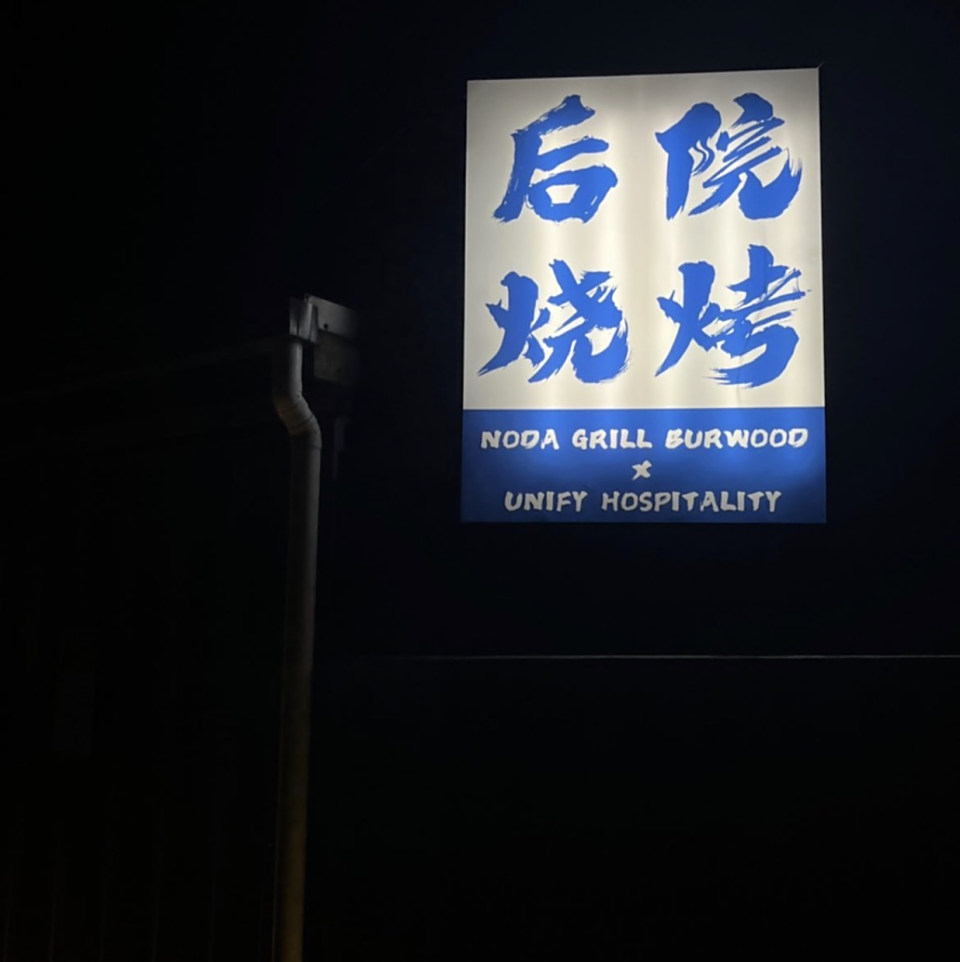 后院
烧烤
NODA GRILL BURWOOD
x
UNIFY HOSPITALITY